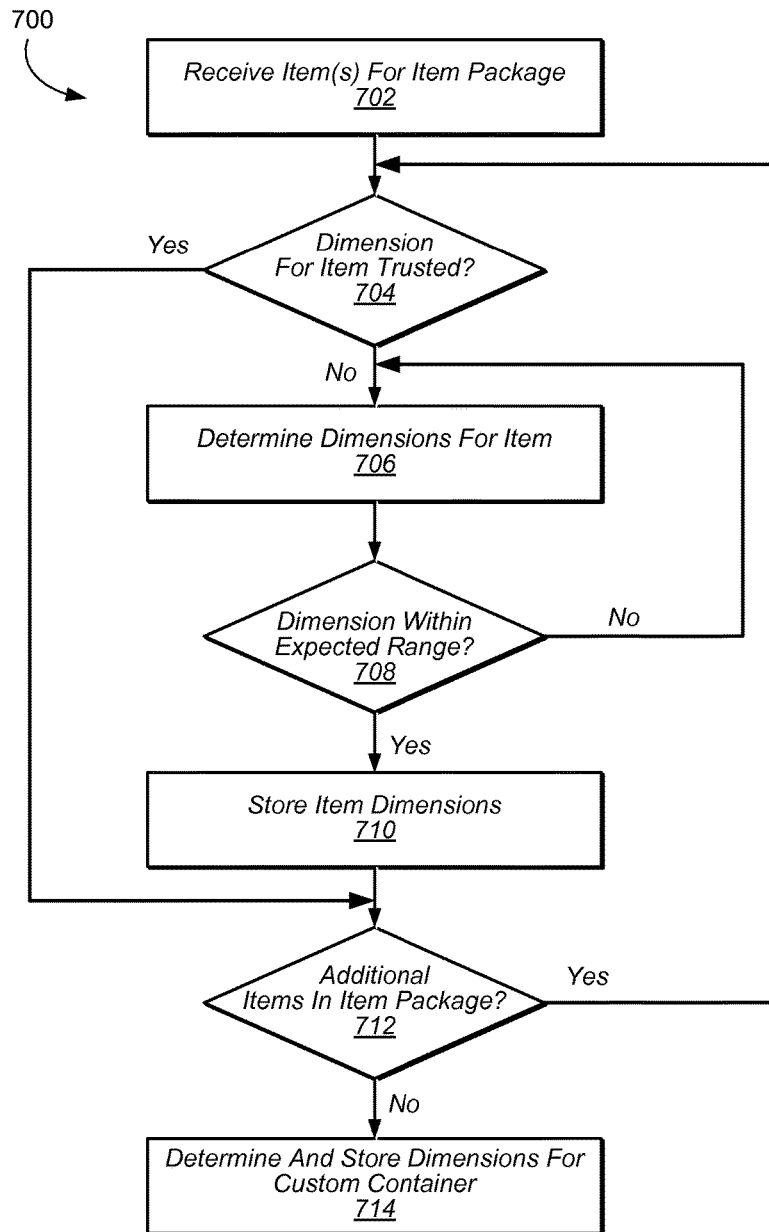 700
Receive Item(s) For Item Package
702
Yes
Dimension
For Item Trusted?
704
No
Determine Dimensions For Item
706
Dimension Within
Expected Range?
708
No
Yes
Store Item Dimensions
710
Additional
Items In Item Package?
712
Yes
No
Determine And Store Dimensions For
Custom Container
714